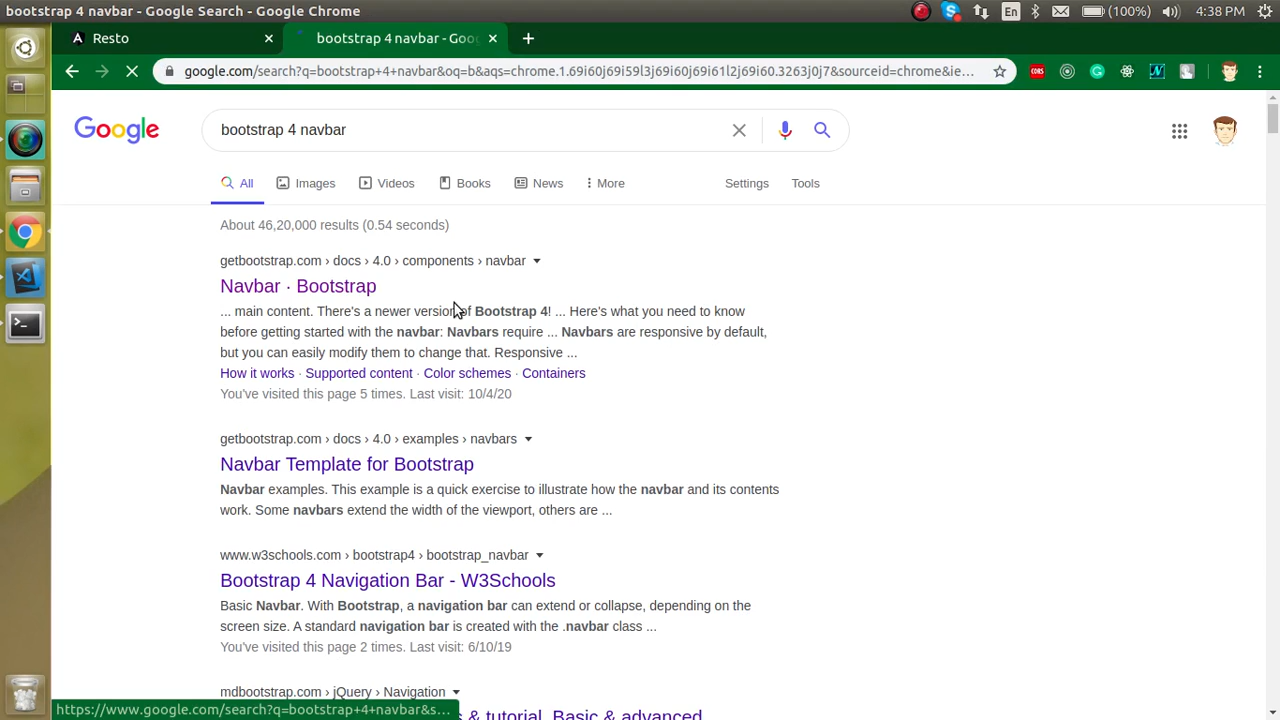 bootstrap 4 navbar - Google Search - Google Chrome
En
(100%)
4:38 PM
Resto
bootstrap 4 navbar - Goo
google.com/search?q=bootstrap+4+navbar&oq=b&aqs=chrome.1.69i60j69i59l3j69i60j69i61l2j69i60.3263j0j7&sourceid=chrome&ie...
CORS
Google
bootstrap 4 navbar
All
Images
Videos
Books
News
More
Settings
Tools
About 46,20,000 results (0.54 seconds)
getbootstrap.com › docs › 4.0 › components › navbar
Navbar · Bootstrap
... main content. There's a newer version of Bootstrap 4! ... Here's what you need to know
before getting started with the navbar: Navbars require ... Navbars are responsive by default,
but you can easily modify them to change that. Responsive ...
How it works · Supported content · Color schemes · Containers
You've visited this page 5 times. Last visit: 10/4/20
getbootstrap.com › docs › 4.0 › examples › navbars
Navbar Template for Bootstrap
Navbar examples. This example is a quick exercise to illustrate how the navbar and its contents
work. Some navbars extend the width of the viewport, others are ...
www.w3schools.com › bootstrap4 › bootstrap_navbar
Bootstrap 4 Navigation Bar - W3Schools
Basic Navbar. With Bootstrap, a navigation bar can extend or collapse, depending on the
screen size. A standard navigation bar is created with the .navbar class ...
You've visited this page 2 times. Last visit: 6/10/19
mdbootstrap.com › jQuery › Navigation
& tutorial. Basic & advanced
https://www.google.com/search?q=bootstrap+4+navbar&s...